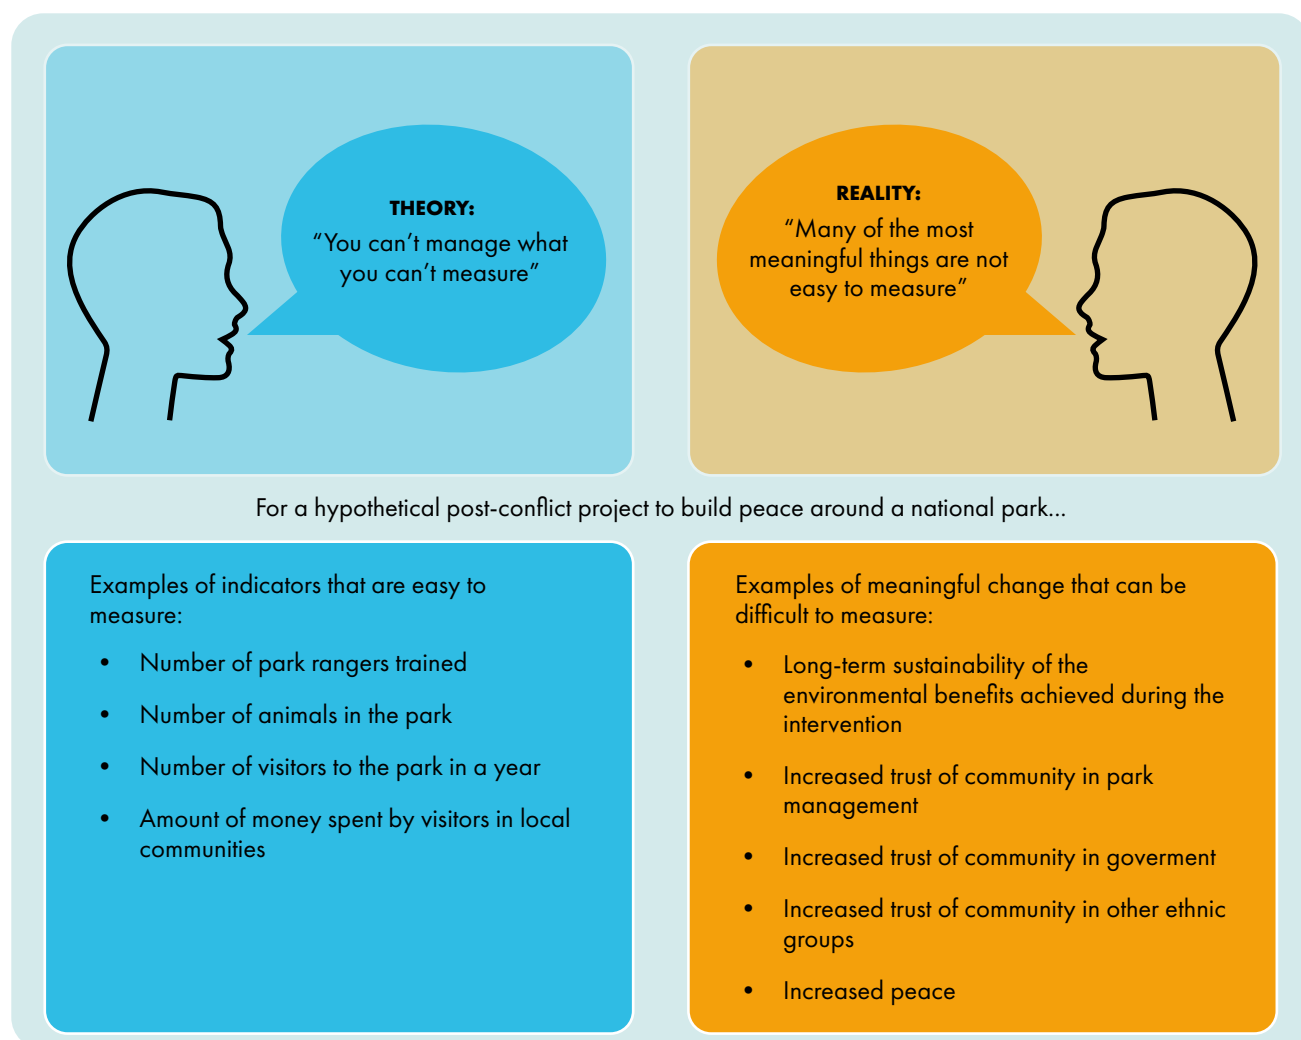 THEORY:
“You can’t manage what
you can’t measure”
REALITY:
“Many of the most
meaningful things are not
easy to measure”
For a hypothetical post-conflict project to build peace around a national park...
Examples of indicators that are easy to
measure:
• Number of park rangers trained
• Number of animals in the park
• Number of visitors to the park in a year
• Amount of money spent by visitors in local
communities
Examples of meaningful change that can be
difficult to measure:
• Long-term sustainability of the
environmental benefits achieved during the
intervention
• Increased trust of community in park
management
• Increased trust of community in goverment
• Increased trust of community in other ethnic
groups
• Increased peace